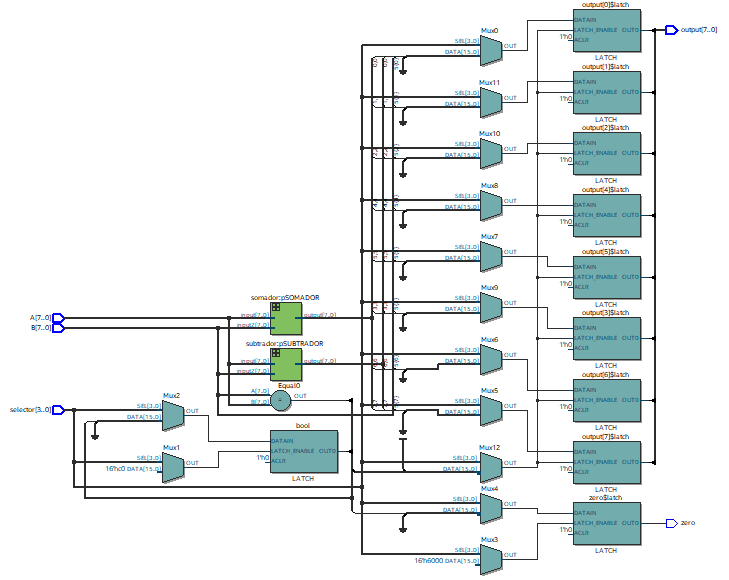 output[0]$latch
Mux0
DATAIN
SEL[3..0]
OUT
LATCH_ENABLE OUT0
output[7..0]
DATA[15..0]
1'h0
ACLR
LATCH
output[1]$latch
Mux11
DATAIN
SEL[3..0]
OUT
LATCH_ENABLE OUT0
DATA[15..0]
1'h0
ACLR
LATCH
output[2]$latch
Mux10
DATAIN
SEL[3..0]
OUT
LATCH_ENABLE OUT0
DATA[15..0]
1'h0
ACLR
LATCH
output[4]$latch
Mux8
DATAIN
SEL[3..0]
OUT
LATCH_ENABLE OUT0
DATA[15..0]
1'h0
ACLR
LATCH
output[5]$latch
Mux7
SEL[3..0]
OUT
DATAIN
DATA[15..0]
LATCH_ENABLE OUT0
1'h0
ACLR
LATCH
output[3]$latch
Mux9
somador:pSOMADOR
SEL[3..0]
OUT
DATA[15..0]
A[7..0]
input[7..0]
output[7..0]
B[7..0]
input2[7..0]
DATAIN
LATCH_ENABLE OUT0
1'h0
ACLR
LATCH
subtrador:pSUBTRADOR
Mux6
SEL[3..0]
OUT
input[7..0]
output[7..0]
DATA[15..0]
input2[7..0]
output[6]$latch
Equal0
DATAIN
A[7..0]
OUT
LATCH_ENABLE OUT0
B[7..0]
=
1'h0
ACLR
LATCH
Mux2
Mux5
selector[3..0]
SEL[3..0]
OUT
SEL[3..0]
OUT
DATA[15..0]
DATA[15..0]
bool
output[7]$latch
DATAIN
LATCH_ENABLE OUT0
1'h0
ACLR
LATCH
Mux1
Mux12
SEL[3..0]
OUT
SEL[3..0]
OUT
16'hc0 DATA[15..0]
DATA[15..0]
DATAIN
LATCH_ENABLE OUT0
1'h0
ACLR
LATCH
Mux4
zero$latch
SEL[3..0]
OUT
DATA[15..0]
DATAIN
LATCH_ENABLE OUT0
zero
1'h0
ACLR
LATCH
Mux3
SEL[3..0]
OUT
16'h6000 DATA[15..0]